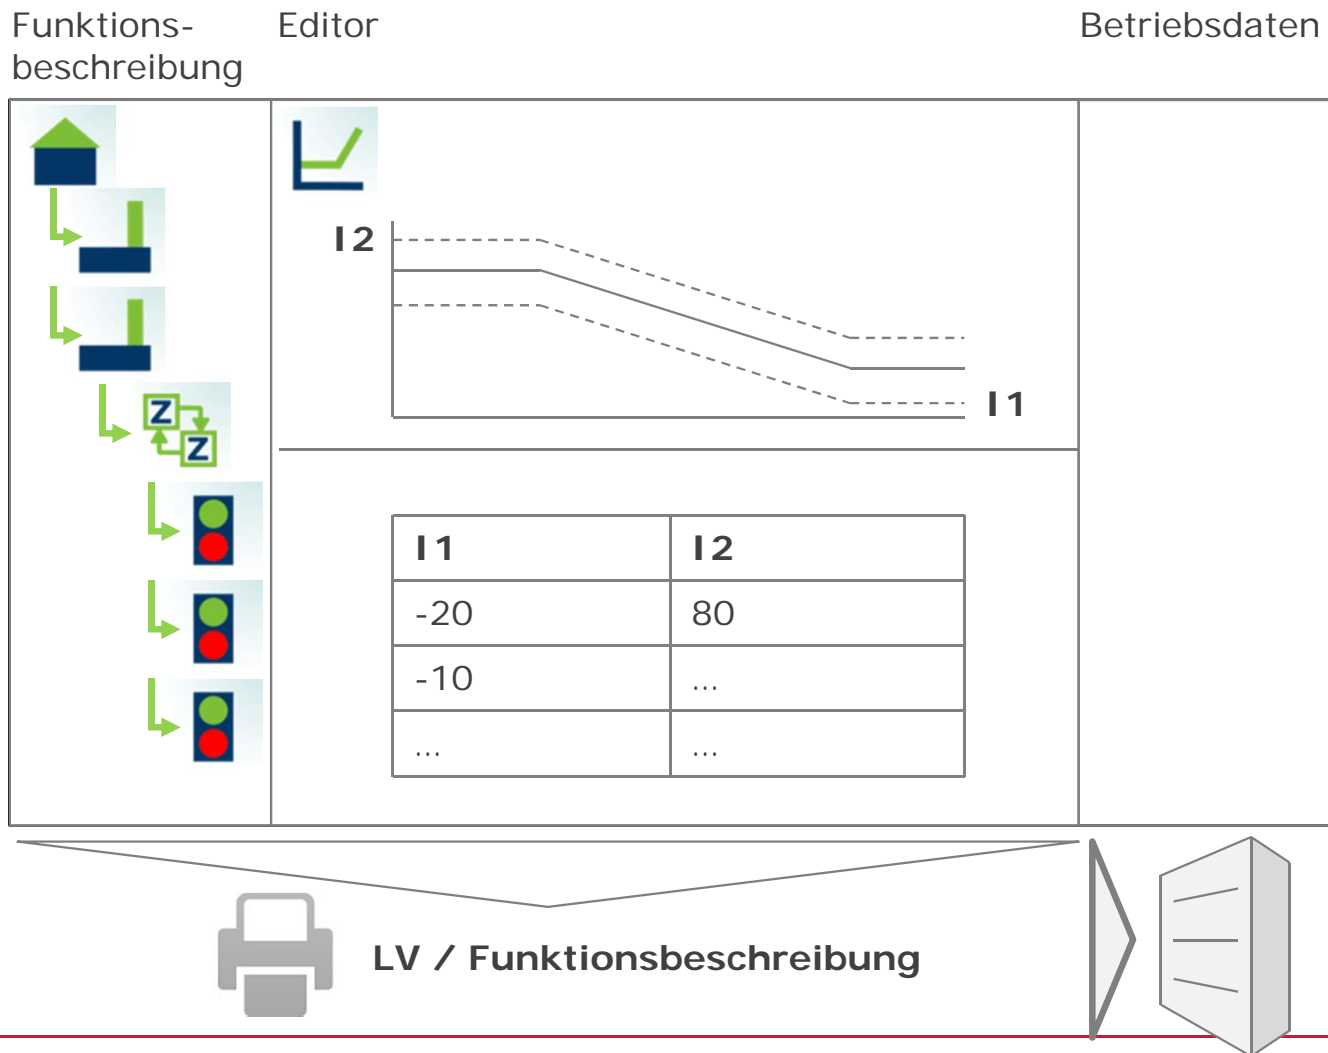 Funktions-
beschreibung
Editor
Betriebsdaten
I2
I1
Z
Z
I1 I2
-20 80
-10 ...
... ...
LV / Funktionsbeschreibung